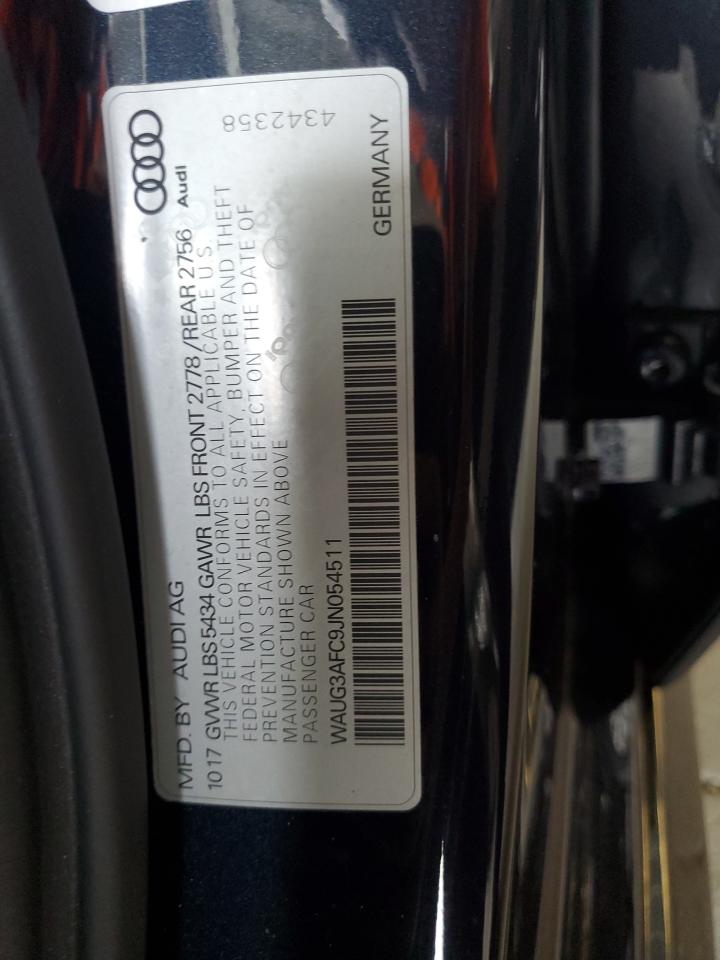 MFD. BY AUDI AG
Audi
1017 GVWR LBS 5434 GAWR LBS FRONT 2778 / REAR 2756
THIS VEHICLE CONFORMS TO ALL APPLICABLE U.S.
FEDERAL MOTOR VEHICLE SAFETY, BUMPER AND THEFT
PREVENTION STANDARDS IN EFFECT ON THE DATE OF
MANUFACTURE SHOWN ABOVE
PASSENGER CAR
4342358
WAUG3AFC9JN054511
GERMANY